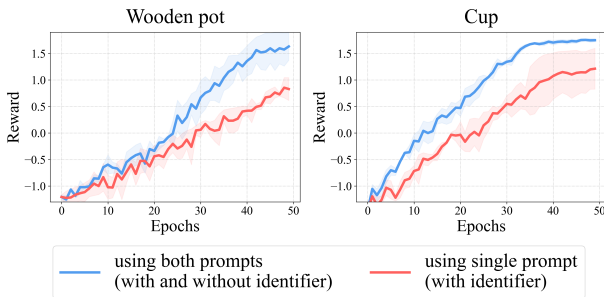 Wooden pot
Cup
Reward
1.5
1.0
0.5
0.0
−0.5
−1.0
0
10
20
30
40
50
Epochs
Reward
1.5
1.0
0.5
0.0
−0.5
−1.0
0
10
20
30
40
50
Epochs
using both prompts
(with and without identifier)
using single prompt
(with identifier)